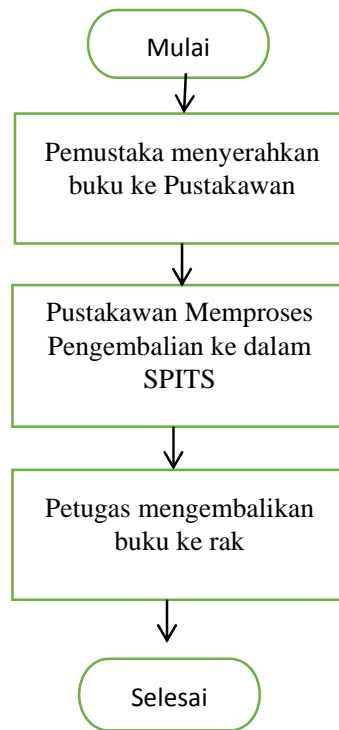 Mulai
Pemustaka menyerahkan
buku ke Pustakawan
Pustakawan Memproses
Pengembalian ke dalam
SPITS
Petugas mengembalikan
buku ke rak
Selesai